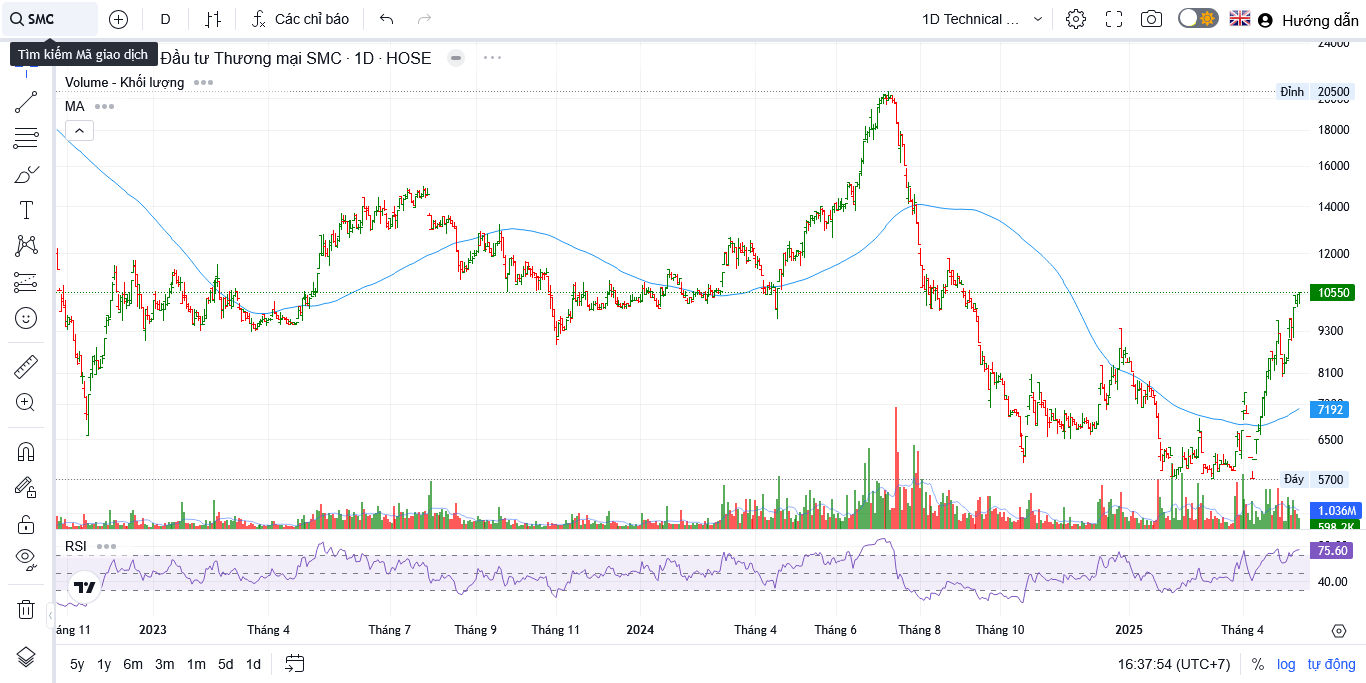 SMC
D
Các chỉ báo
1D Technical ...
Hướng dẫn
Tìm kiếm Mã giao dịch
Đầu tư Thương mại SMC · 1D · HOSE
Volume - Khối lượng
MA
24000
Đỉnh 20500
18000
16000
14000
12000
10550
9300
8100
7192
6500
Đáy 5700
1.036M
598.2K
RSI
75.60
40.00
áng 11 2023 Tháng 4 Tháng 7 Tháng 9 Tháng 11 2024 Tháng 4 Tháng 6 Tháng 8 Tháng 10 2025 Tháng 4
5y 1y 6m 3m 1m 5d 1d
16:37:54 (UTC+7) % log tự động